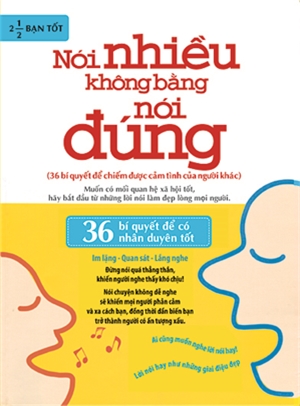 2 1/2 BẠN TỐT
Nói nhiều
không bằng
nói
đúng
(36 bí quyết để chiếm được cảm tình của người khác)
Muốn có mối quan hệ xã hội tốt,
hãy bắt đầu từ những lời nói làm đẹp lòng mọi người.
36 bí quyết để có
nhân duyên tốt
Im lặng - Quan sát - Lắng nghe
Đừng nói quá thẳng thắn,
khiến người nghe thấy khó chịu!
Nói chuyện không dễ nghe
sẽ khiến mọi người phản cảm
và xa cách bạn, đồng thời dần biến bạn
trở thành người có ấn tượng xấu.
Ai cũng muốn nghe lời nói hay!
Lời nói hay như những giai điệu đẹp